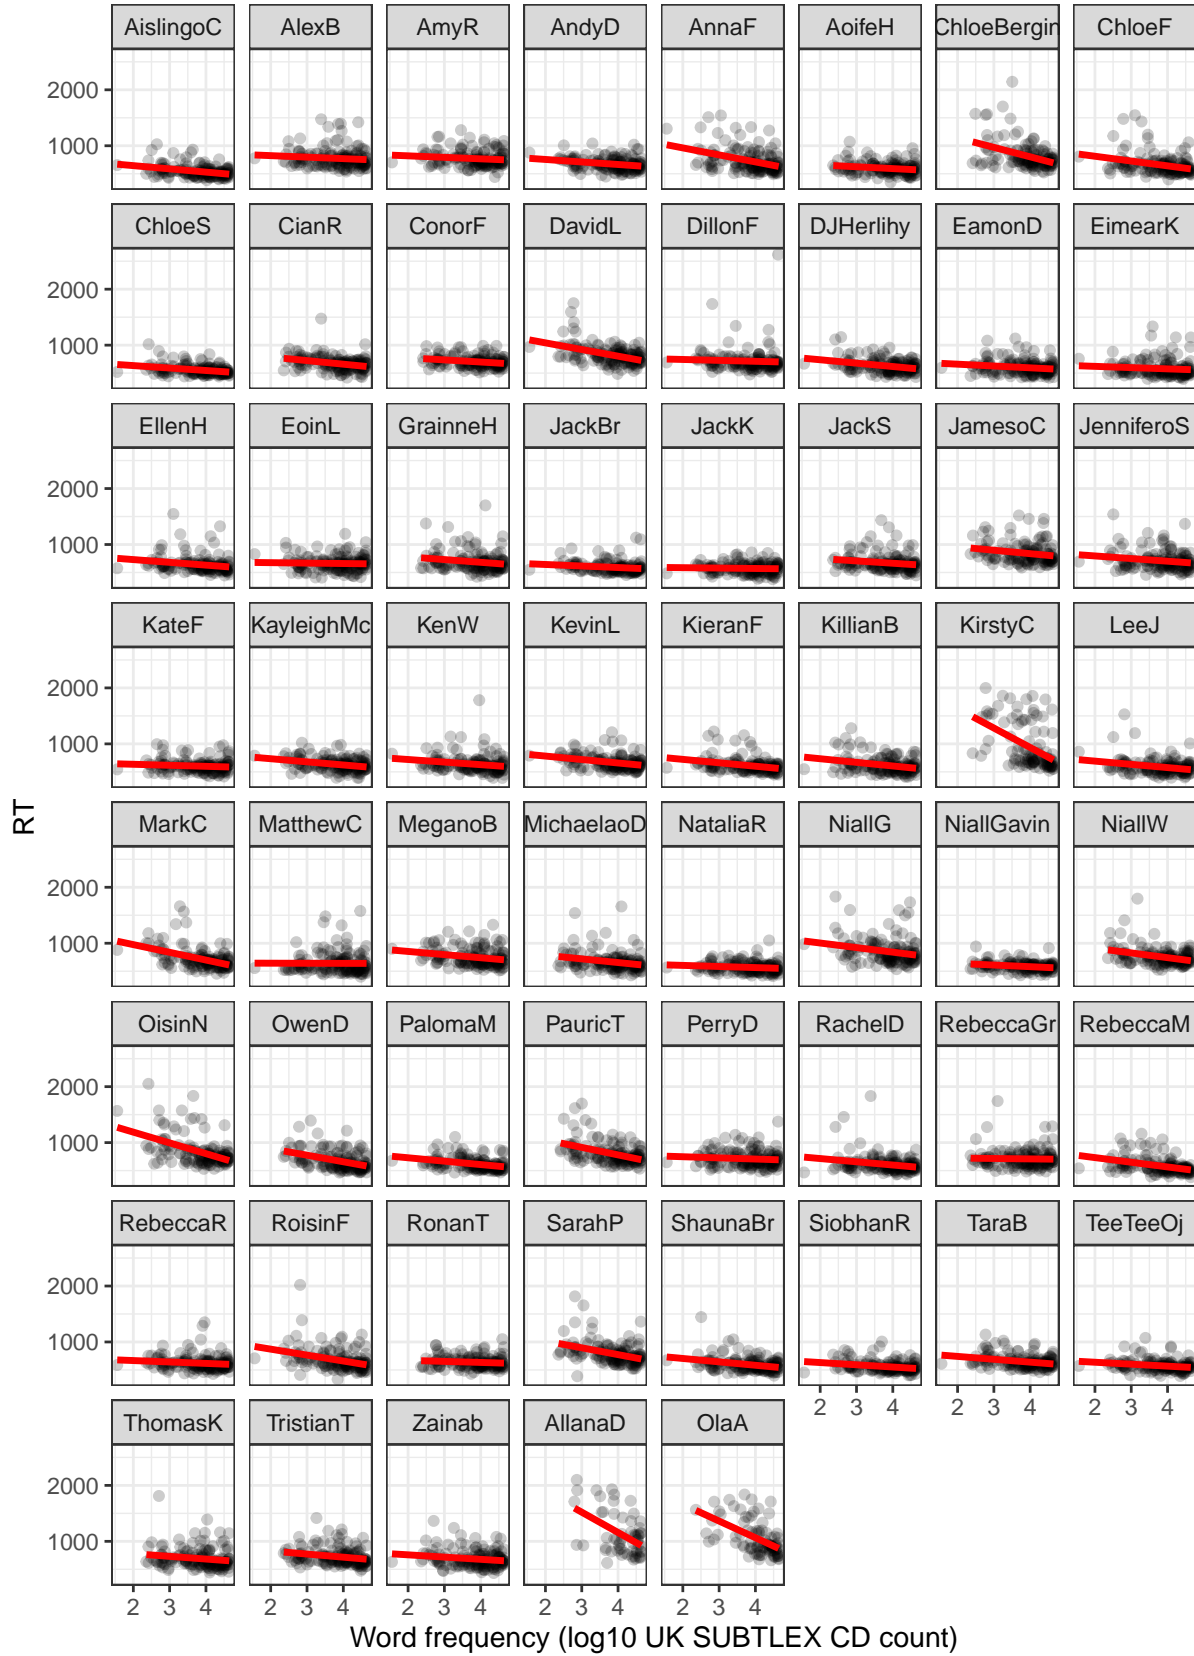 AislingoC AlexB AmyR AndyD AnnaF AoifeH ChloeBergin ChloeF
2000
1000
ChloeS CianR ConorF DavidL DillonF DJHerlihy EamonD EimearK
2000
1000
EllenH EoinL GrainneH JackBr JackK JackS JamesoC JenniferoS
2000
1000
KateF KayleighMc KenW KevinL KieranF KillianB KirstyC LeeJ
2000
1000
RT
MarkC MatthewC MeganoB MichaelaoD NataliaR NiallG NiallGavin NiallW
2000
1000
OisinN OwenD PalomaM PauricT PerryD RachelD RebeccaGr RebeccaM
2000
1000
RebeccaR RoisinF RonanT SarahP ShaunaBr SiobhanR TaraB TeeTeeOj
2000
1000
2 3 4 2 3 4 2 3 4
ThomasK TristianT Zainab AllanaD OlaA
2000
1000
2 3 4 2 3 4 2 3 4 2 3 4 2 3 4
Word frequency (log10 UK SUBTLEX CD count)